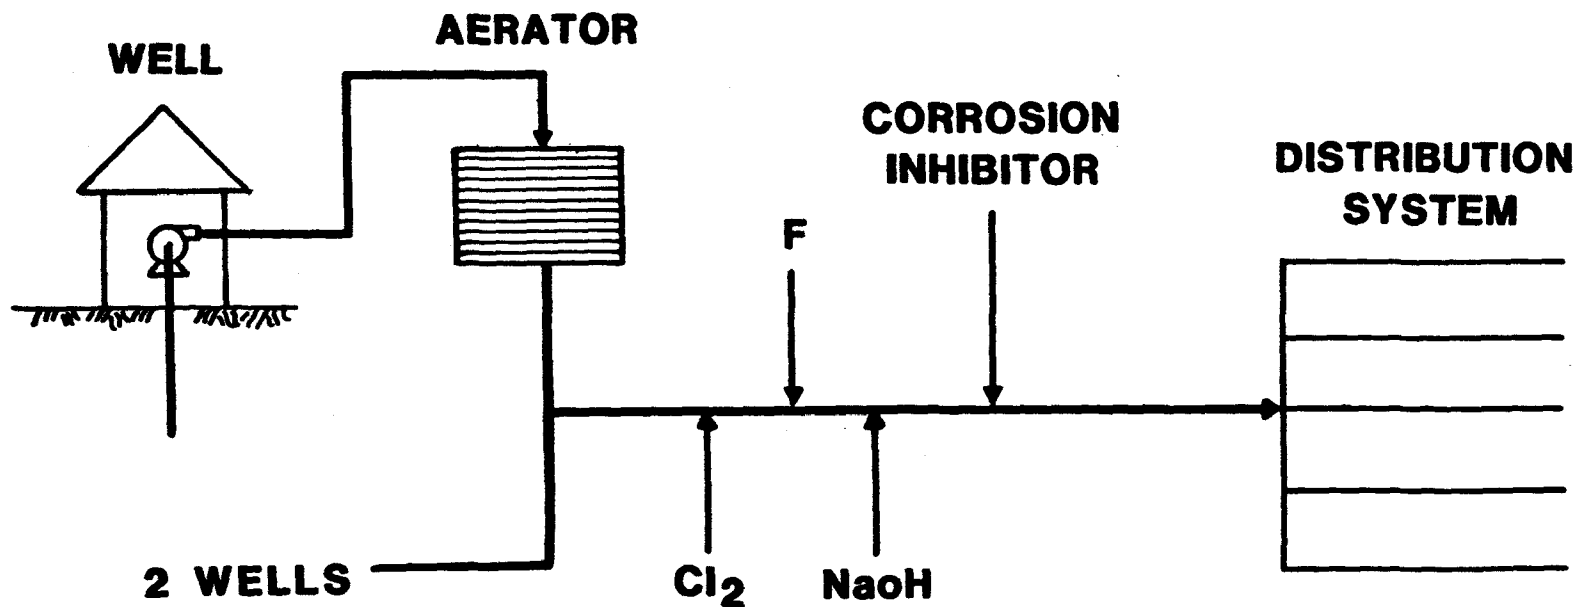 WELL
AERATOR
CORROSION
INHIBITOR
DISTRIBUTION
SYSTEM
F
2 WELLS
Cl2
NaoH